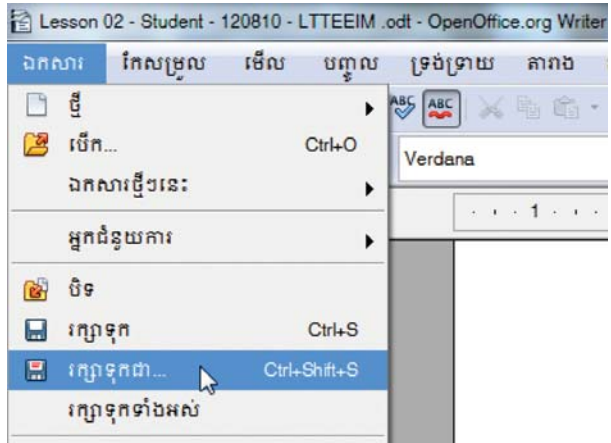 Lesson 02 - Student - 120810 - LTTEEIM .odt - OpenOffice.org Writer
ឯកសារ កែសម្រួល មើល បញ្ចូល ទ្រង់ទ្រាយ តារាង
ថ្មី
ABC ABC
បើក... Ctrl+O
Verdana
ឯកសារថ្មីៗនេះ
1
អ្នកជំនួយការ
បិទ
រក្សាទុក Ctrl+S
រក្សាទុកជា... Ctrl+Shift+S
រក្សាទុកទាំងអស់